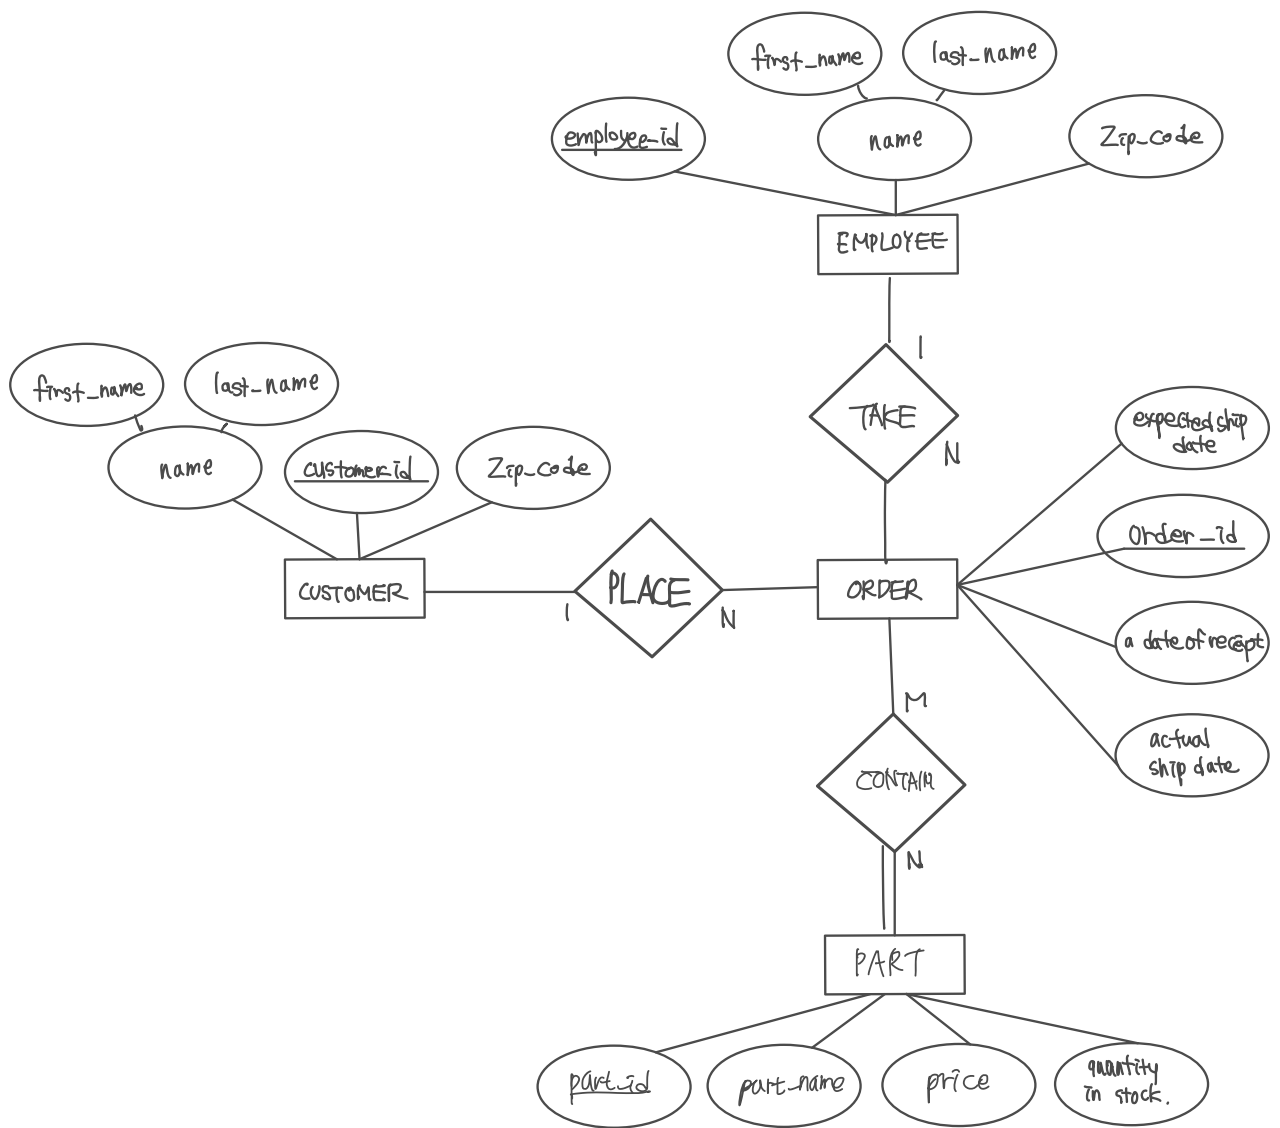 first_name
last_name
employee_id
name
Zip_code
EMPLOYEE
1
TAKE
N
first_name
last_name
name
customer_id
Zip_code
expected ship
date
order_id
CUSTOMER
1
PLACE
N
ORDER
a date of receipt
actual
ship date
M
CONTAIN
N
PART
part_id
part_name
price
quantity
in stock.